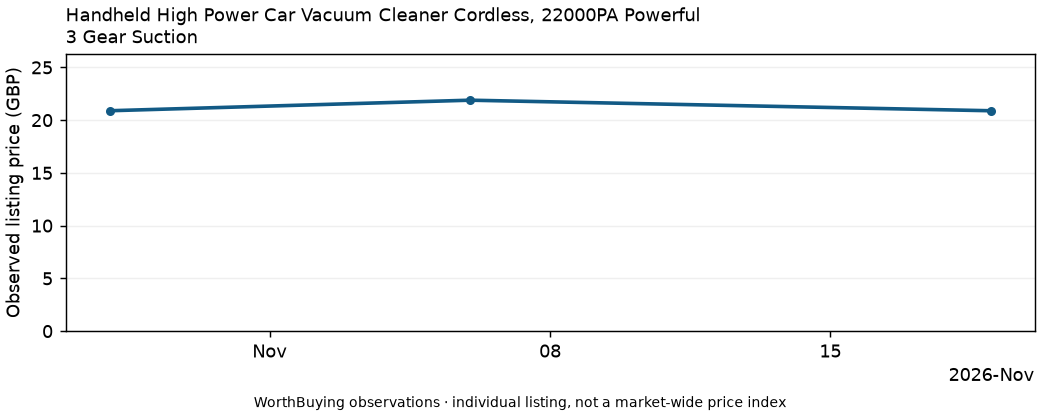 Handheld High Power Car Vacuum Cleaner Cordless, 22000PA Powerful
3 Gear Suction
Observed listing price (GBP)
25
20
15
10
5
0
Nov
08
15
2026-Nov
WorthBuying observations · individual listing, not a market-wide price index